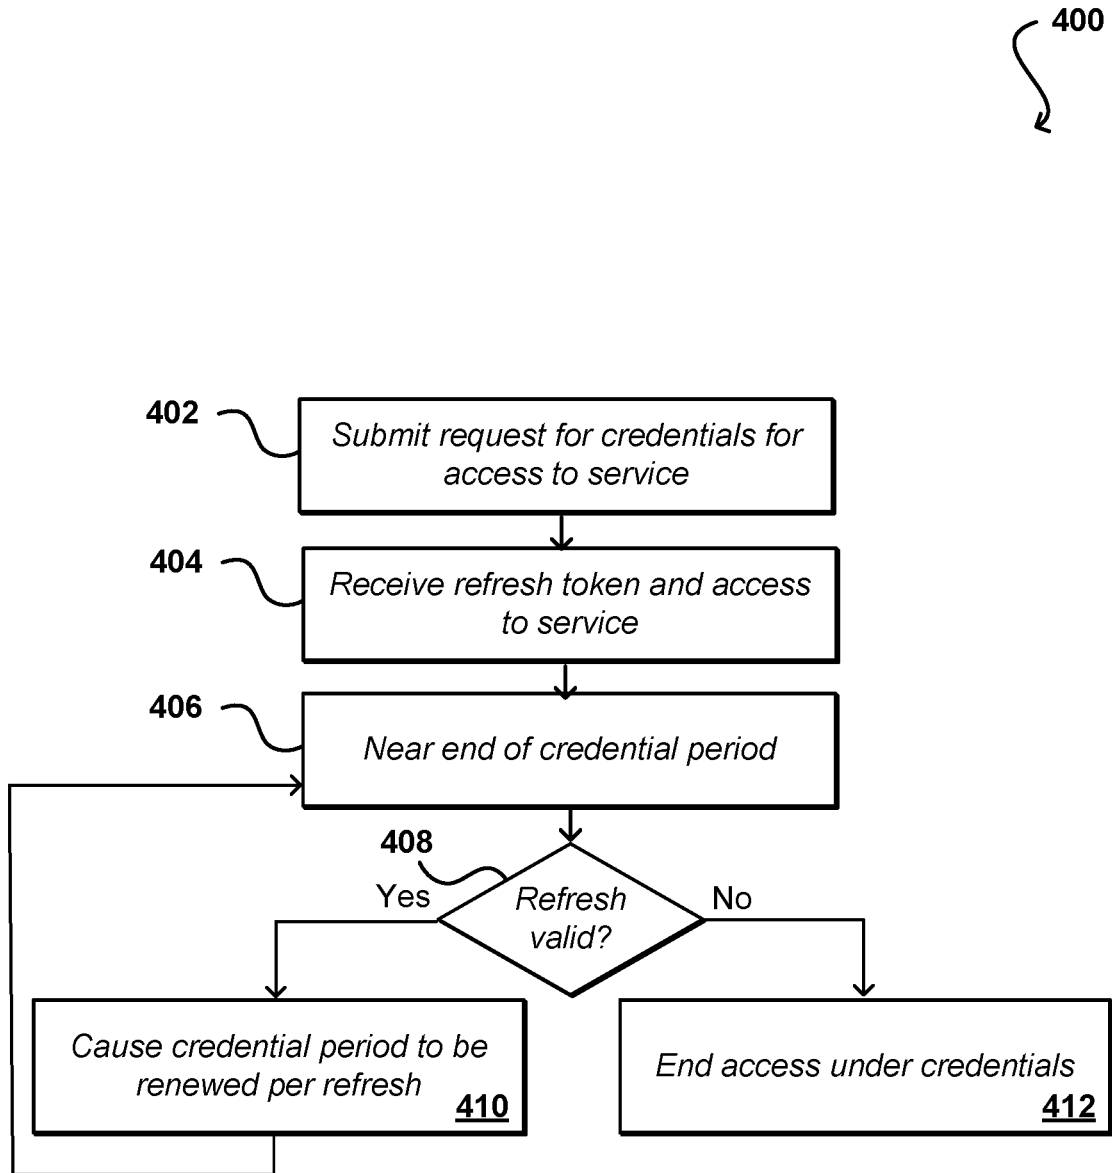 400
402
Submit request for credentials for
access to service
404
Receive refresh token and access
to service
406
Near end of credential period
408
Yes
Refresh
valid?
No
Cause credential period to be
renewed per refresh
410
End access under credentials
412